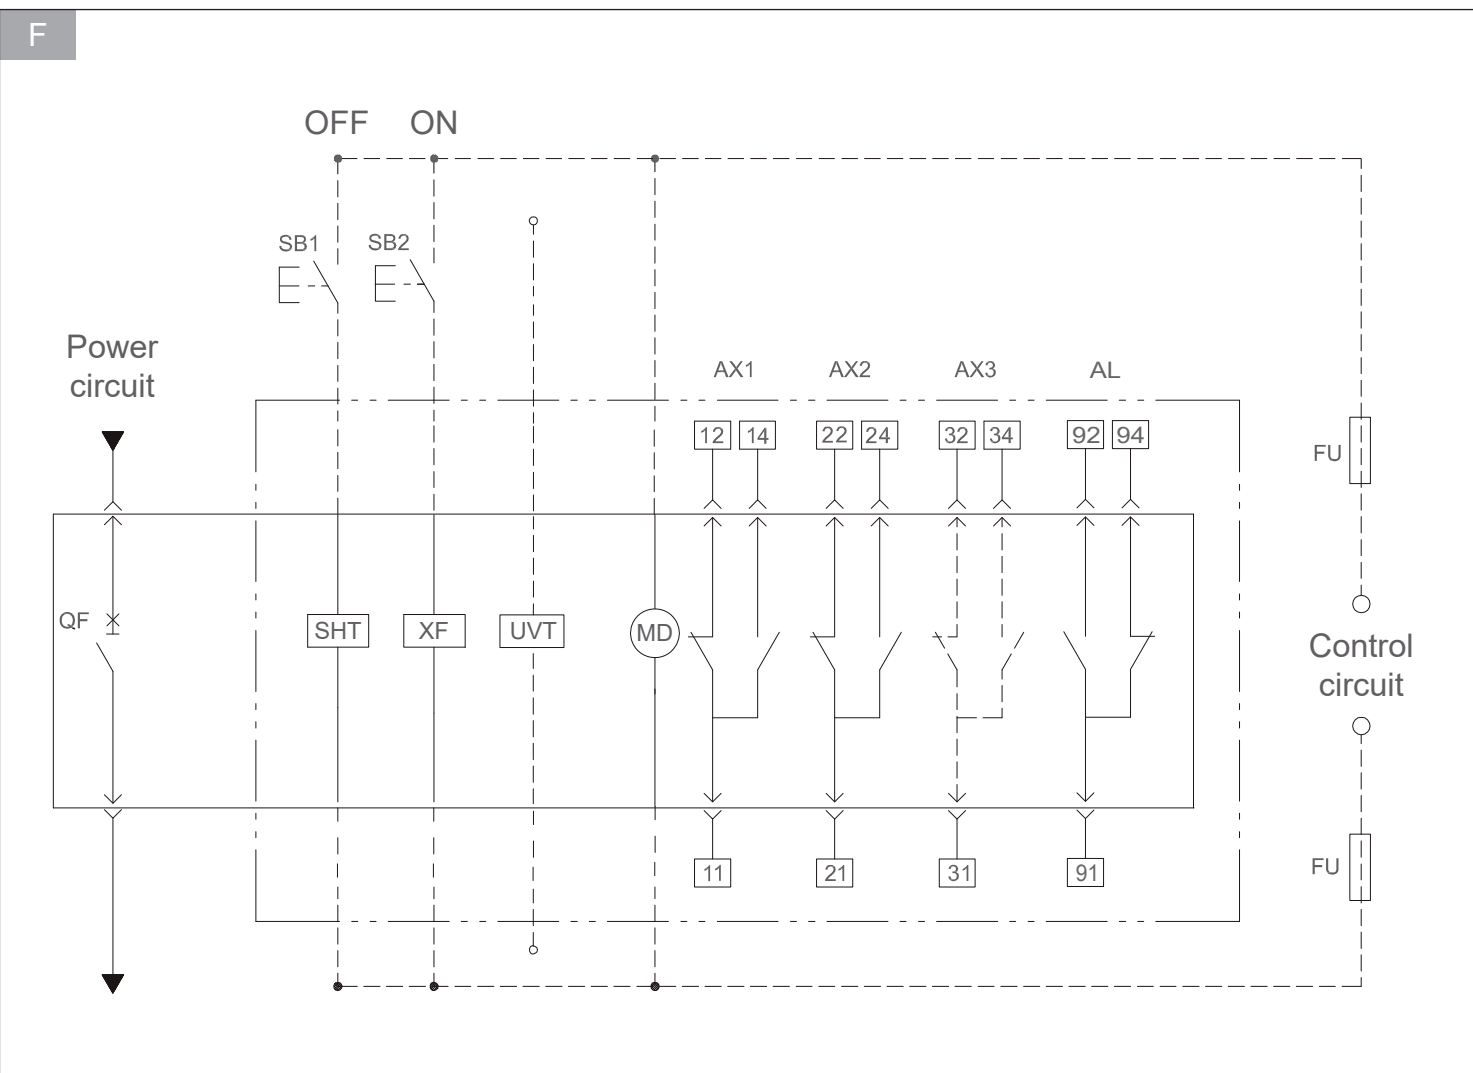 F
OFF ON
SB1 SB2
Power
circuit
AX1 AX2 AX3 AL
12 14 22 24 32 34 92 94
FU
QF SHT XF UVT MD
Control
circuit
11 21 31 91
FU